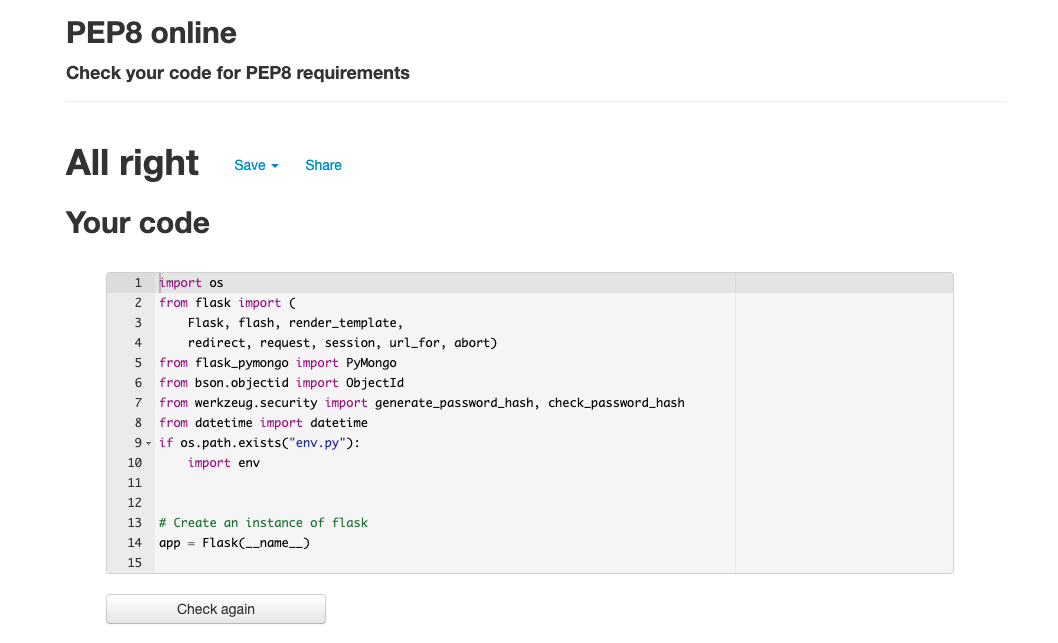 PEP8 online
Check your code for PEP8 requirements
All right Save Share
Your code
1 import os
2 from flask import (
3     Flask, flash, render_template,
4     redirect, request, session, url_for, abort)
5 from flask_pymongo import PyMongo
6 from bson.objectid import ObjectId
7 from werkzeug.security import generate_password_hash, check_password_hash
8 from datetime import datetime
9 if os.path.exists("env.py"):
10     import env
11
12
13 # Create an instance of flask
14 app = Flask(__name__)
15
Check again